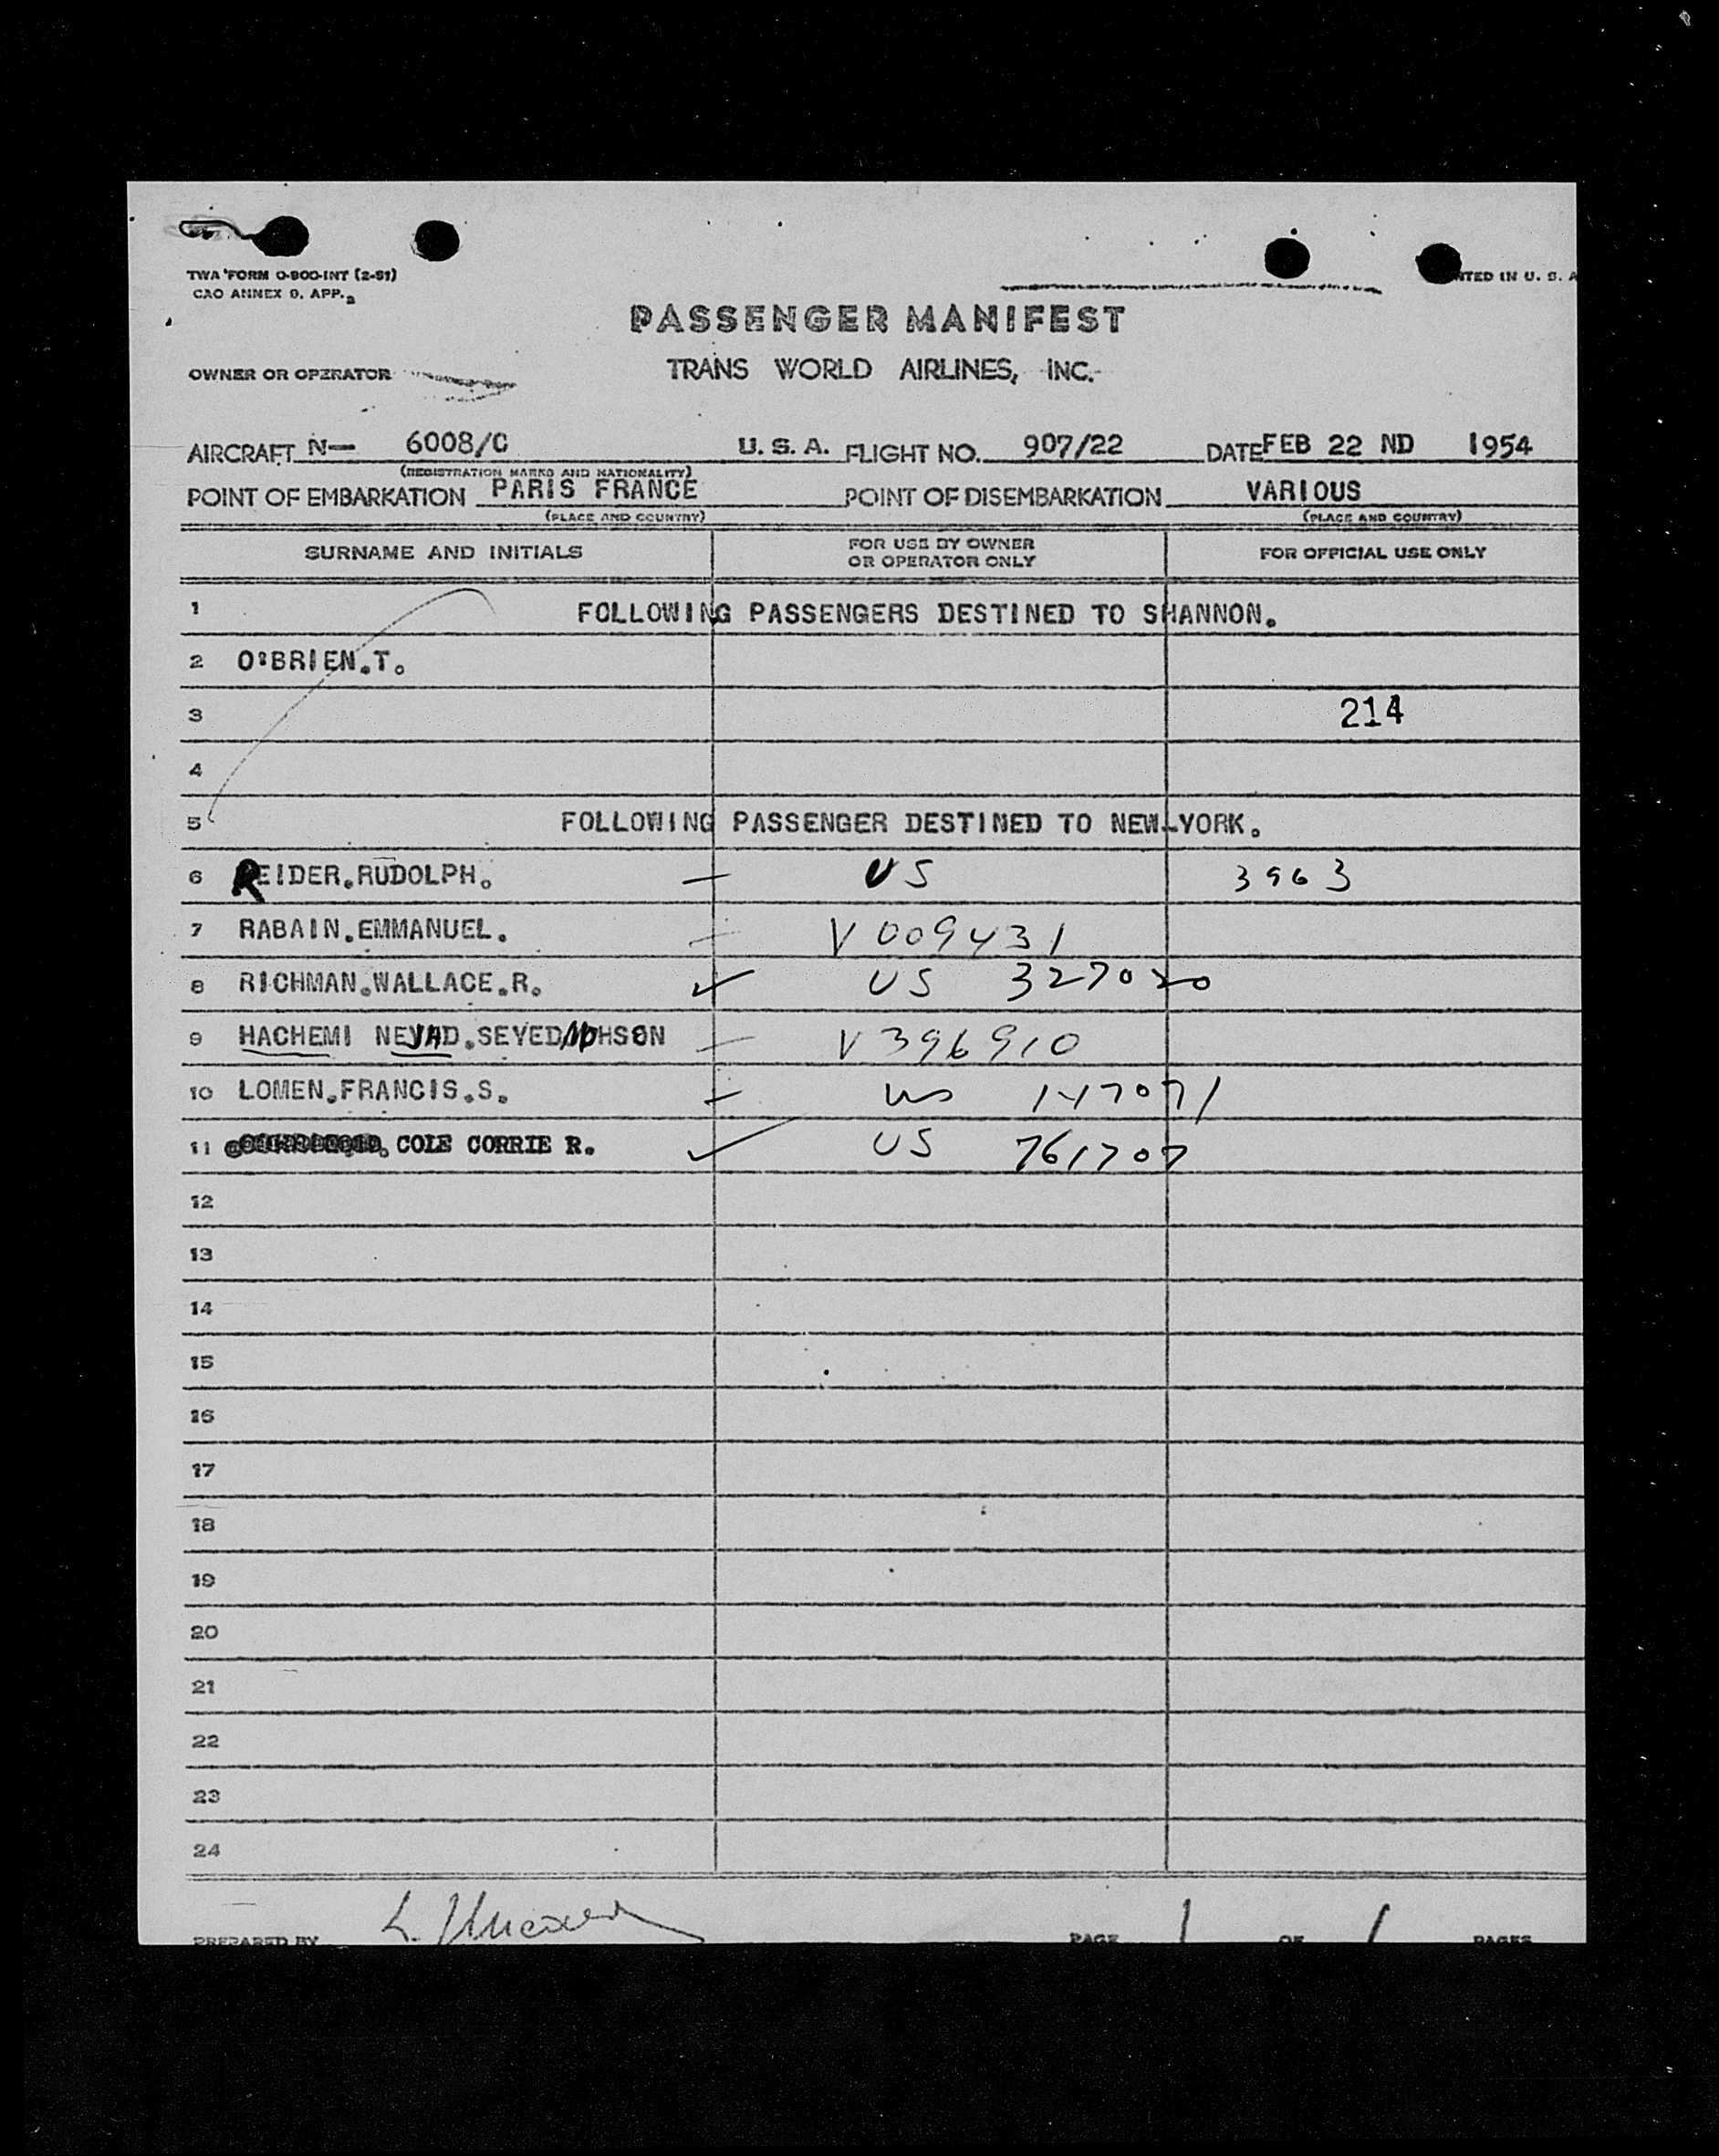 TWA FORM O-900-INT (2-51)
CAO ANNEX 9. APP. 2
NTED IN U. S. A
PASSENGER MANIFEST
OWNER OR OPERATOR TRANS WORLD AIRLINES, INC.
AIRCRAFT N— 6008/C U. S. A. FLIGHT NO. 907/22 DATE FEB 22 ND 1954
(REGISTRATION MARKS AND NATIONALITY)
POINT OF EMBARKATION PARIS FRANCE POINT OF DISEMBARKATION VARIOUS
(PLACE AND COUNTRY) (PLACE AND COUNTRY)
SURNAME AND INITIALS FOR USE BY OWNER OR OPERATOR ONLY FOR OFFICIAL USE ONLY
1 FOLLOWING PASSENGERS DESTINED TO SHANNON.
2 O'BRIEN.T.
3 214
4
5 FOLLOWING PASSENGER DESTINED TO NEW-YORK.
6 REIDER.RUDOLPH. — US 3963
7 RABAIN.EMMANUEL. — V 009431
8 RICHMAN.WALLACE.R. ✓ US 327020
9 HACHEMI NEJAD.SEYED MOHSEN — V 396910
10 LOMEN.FRANCIS.S. — US 147071
11 COLE CORRIE R. ✓ US 761707
12
13
14
15
16
17
18
19
20
21
22
23
24
PREPARED BY PAGE 1 OF 1 PAGES